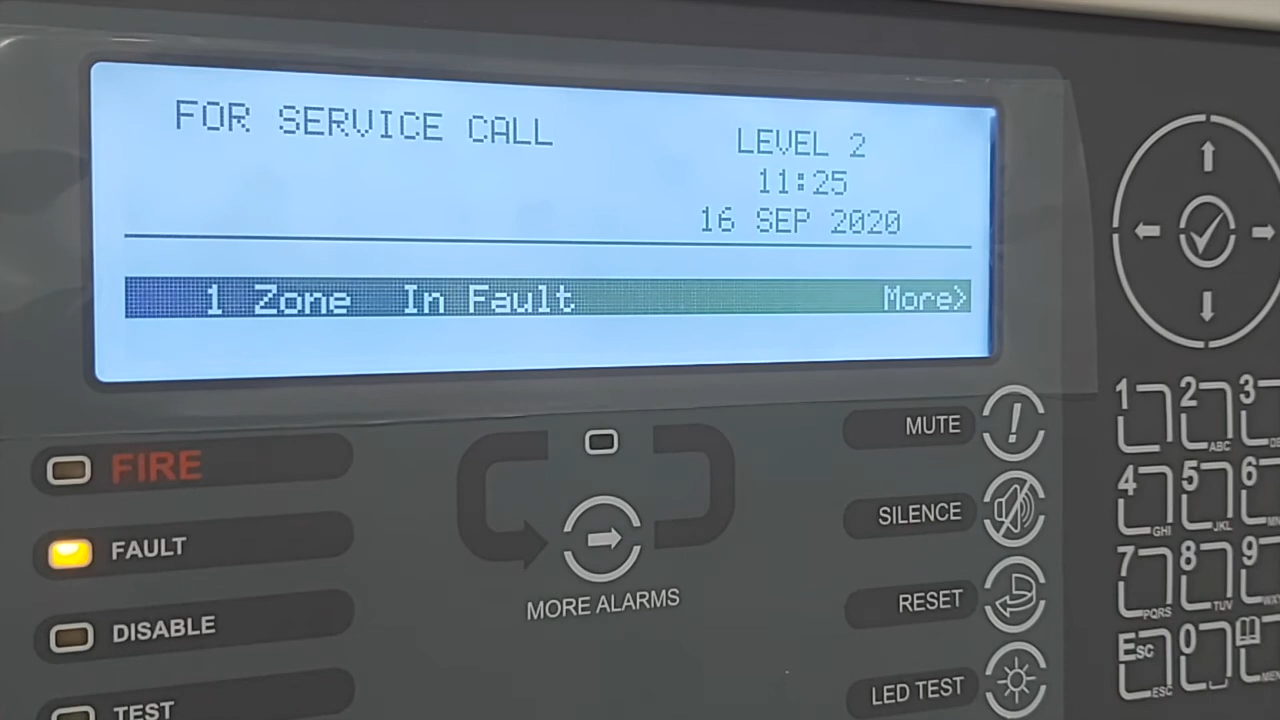 FOR SERVICE CALL
LEVEL 2
11:25
16 SEP 2020
1 Zone In Fault More>
FIRE
FAULT
DISABLE
TEST
MORE ALARMS
MUTE
SILENCE
RESET
LED TEST
1 2 ABC 3
4 GHI 5 JKL 6
7 PQRS 8 TUV 9
Esc ESC 0